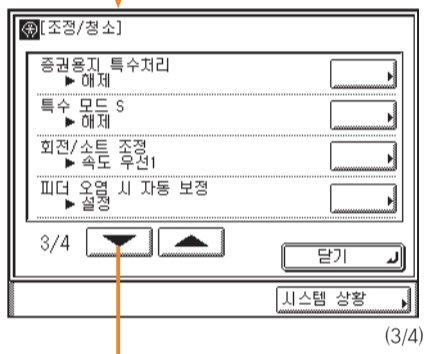 [조정/청소]
증권용지 특수처리
▶ 해제
특수 모드 S
▶ 해제
회전/소트 조정
▶ 속도 우선1
피더 오염 시 자동 보정
▶ 설정
3/4
닫기
시스템 상황
(3/4)